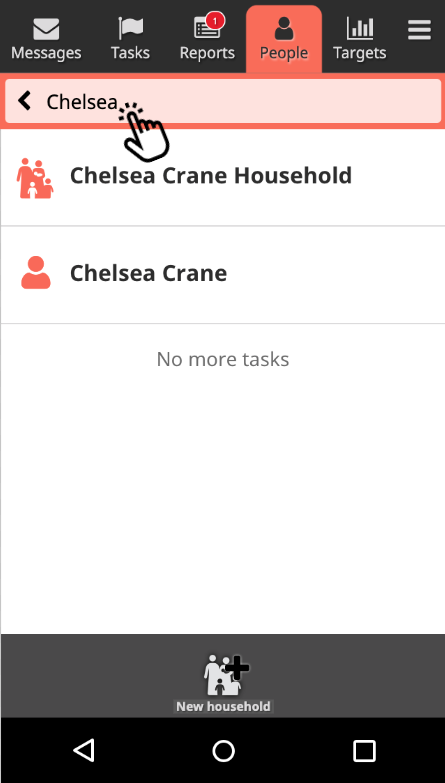 Messages
Tasks
1
Reports
People
Targets
Chelsea
Chelsea Crane Household
Chelsea Crane
No more tasks
New household